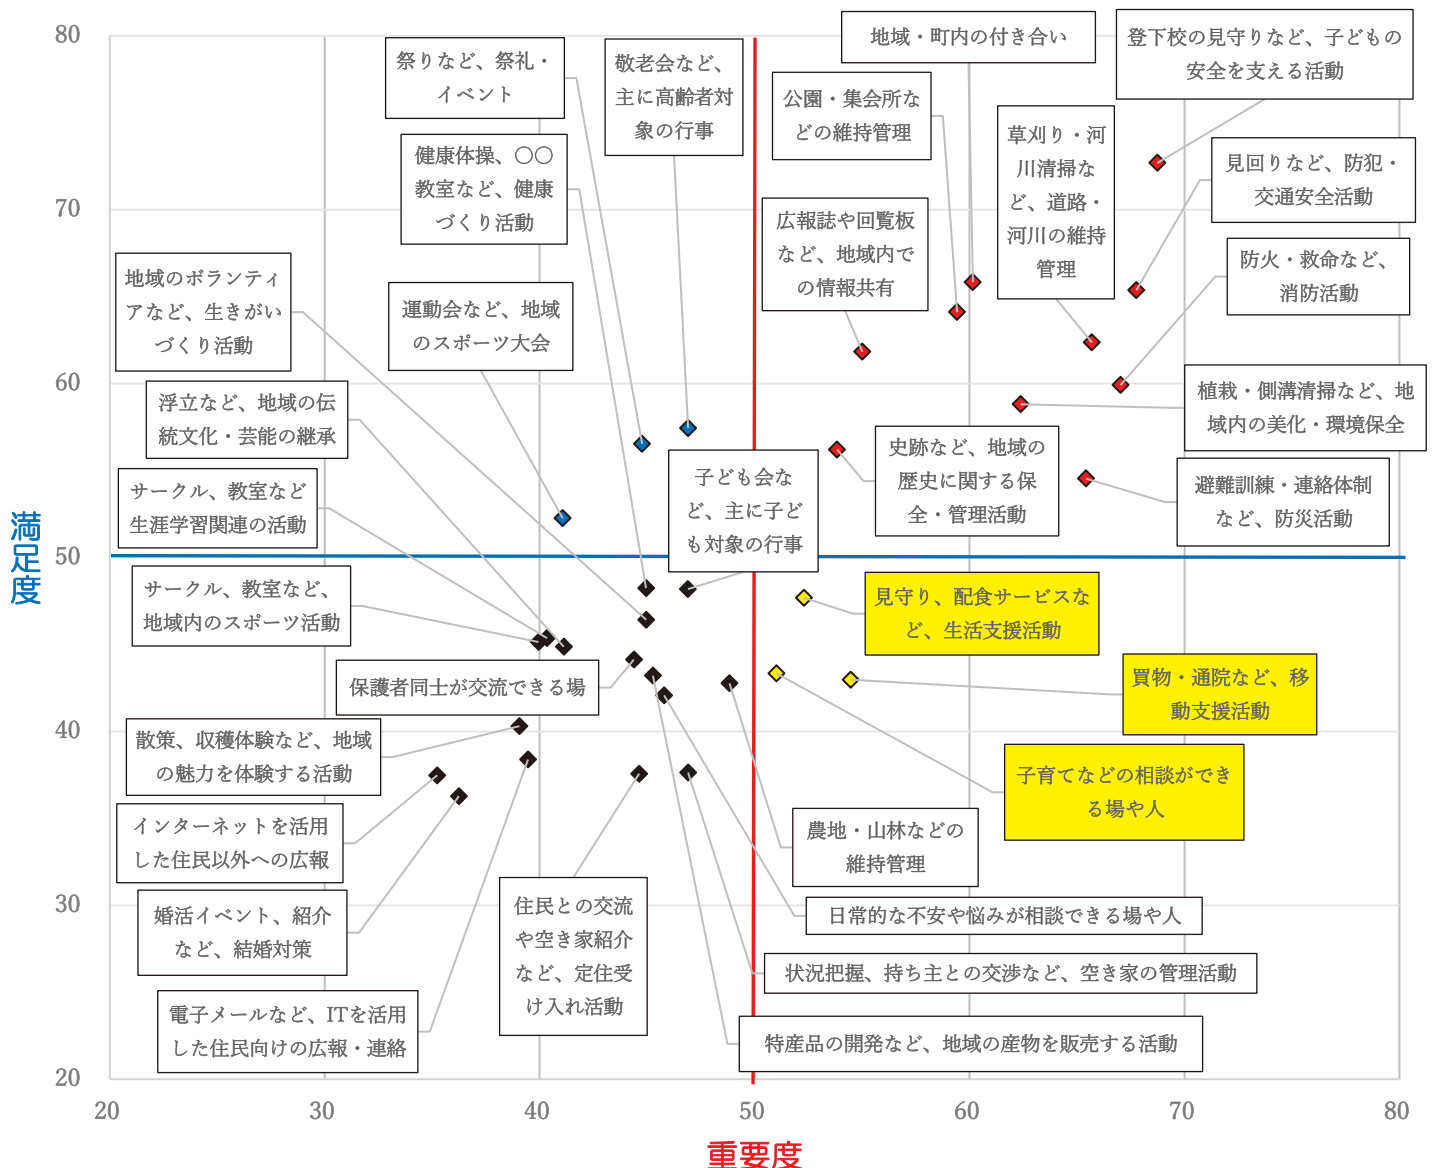 80
70
60
50
40
30
20
20
30
40
50
60
70
80
満足度
重要度
祭りなど、祭礼・
イベント
敬老会など、
主に高齢者対
象の行事
地域・町内の付き合い
登下校の見守りなど、子どもの
安全を支える活動
公園・集会所な
どの維持管理
草刈り・河
川清掃な
ど、道路・
河川の維持
管理
見回りなど、防犯・
交通安全活動
健康体操、〇〇
教室など、健康
づくり活動
広報誌や回覧板
など、地域内で
の情報共有
防火・救命など、
消防活動
地域のボランティ
アなど、生きがい
づくり活動
運動会など、地域
のスポーツ大会
植栽・側溝清掃など、地
域内の美化・環境保全
浮立など、地域の伝
統文化・芸能の継承
史跡など、地域の
歴史に関する保
全・管理活動
子ども会な
ど、主に子ど
も対象の行事
避難訓練・連絡体制
など、防災活動
サークル、教室など
生涯学習関連の活動
サークル、教室など、
地域内のスポーツ活動
見守り、配食サービスな
ど、生活支援活動
保護者同士が交流できる場
買物・通院など、移
動支援活動
散策、収穫体験など、地域
の魅力を体験する活動
子育てなどの相談ができ
る場や人
インターネットを活用
した住民以外への広報
農地・山林などの
維持管理
婚活イベント、紹介
など、結婚対策
住民との交流
や空き家紹介
など、定住受
け入れ活動
日常的な不安や悩みが相談できる場や人
状況把握、持ち主との交渉など、空き家の管理活動
電子メールなど、ITを活用
した住民向けの広報・連絡
特産品の開発など、地域の産物を販売する活動